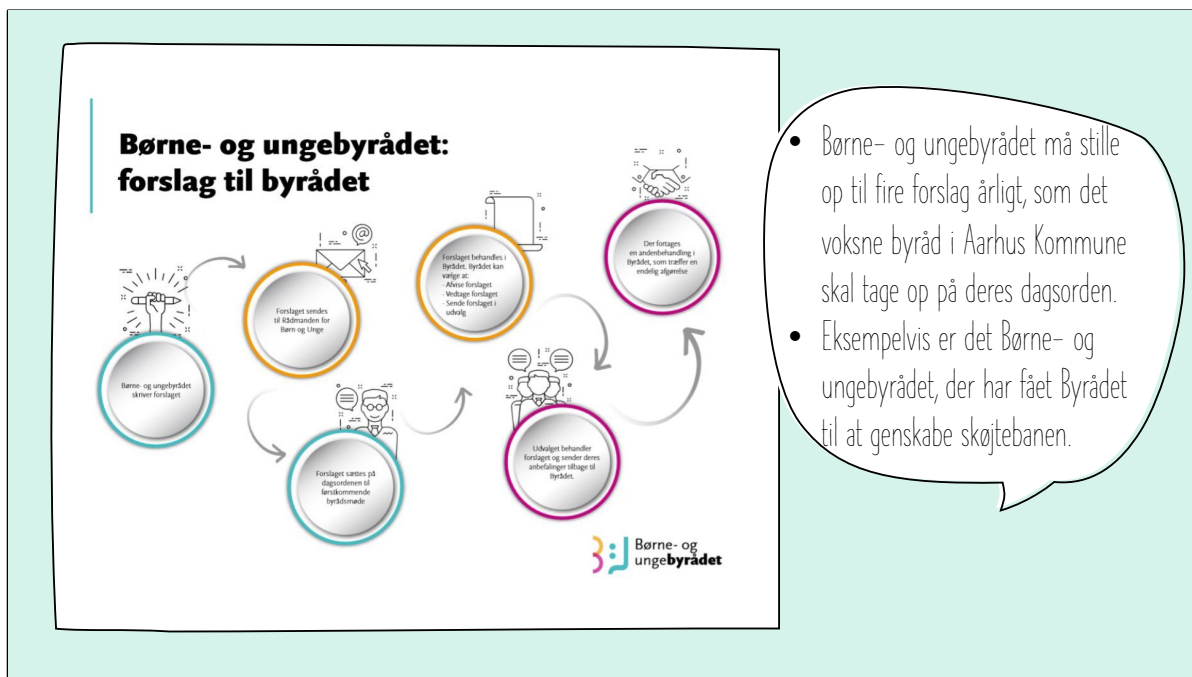 Børne- og ungebyrådet:
forslag til byrådet
Børne- og ungebyrådet
skriver forslaget
@
Forslaget sendes
til Rådmanden for
Børn og Unge
Forslaget sættes på
dagsordenen til
førstkommende
byrådsmøde
Forslaget behandles i
Byrådet. Byrådet kan
vælge at:
- Afvise forslaget
- Vedtage forslaget
- Sende forslaget i
udvalg
Udvalget behandler
forslaget og sender deres
anbefalinger tilbage til
Byrådet.
Der fortages
en andenbehandling i
Byrådet, som træffer en
endelig afgørelse
Børne- og
ungebyrådet
• Børne- og ungebyrådet må stille
op til fire forslag årligt, som det
voksne byråd i Aarhus Kommune
skal tage op på deres dagsorden.
• Eksempelvis er det Børne- og
ungebyrådet, der har fået Byrådet
til at genskabe skøjtebanen.